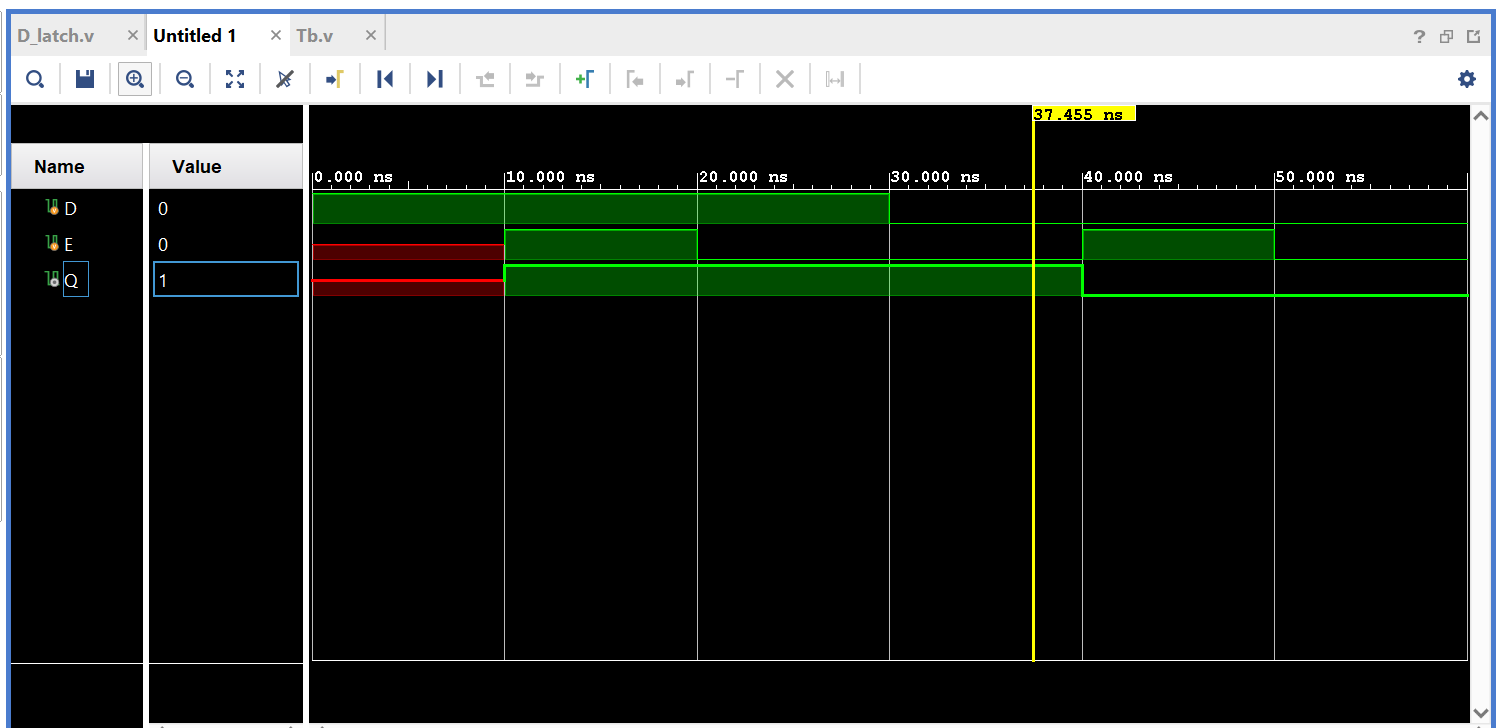 D_latch.v Untitled 1 Tb.v
37.455 ns
Name Value
0.000 ns 10.000 ns 20.000 ns 30.000 ns 40.000 ns 50.000 ns
D 0
E 0
Q 1